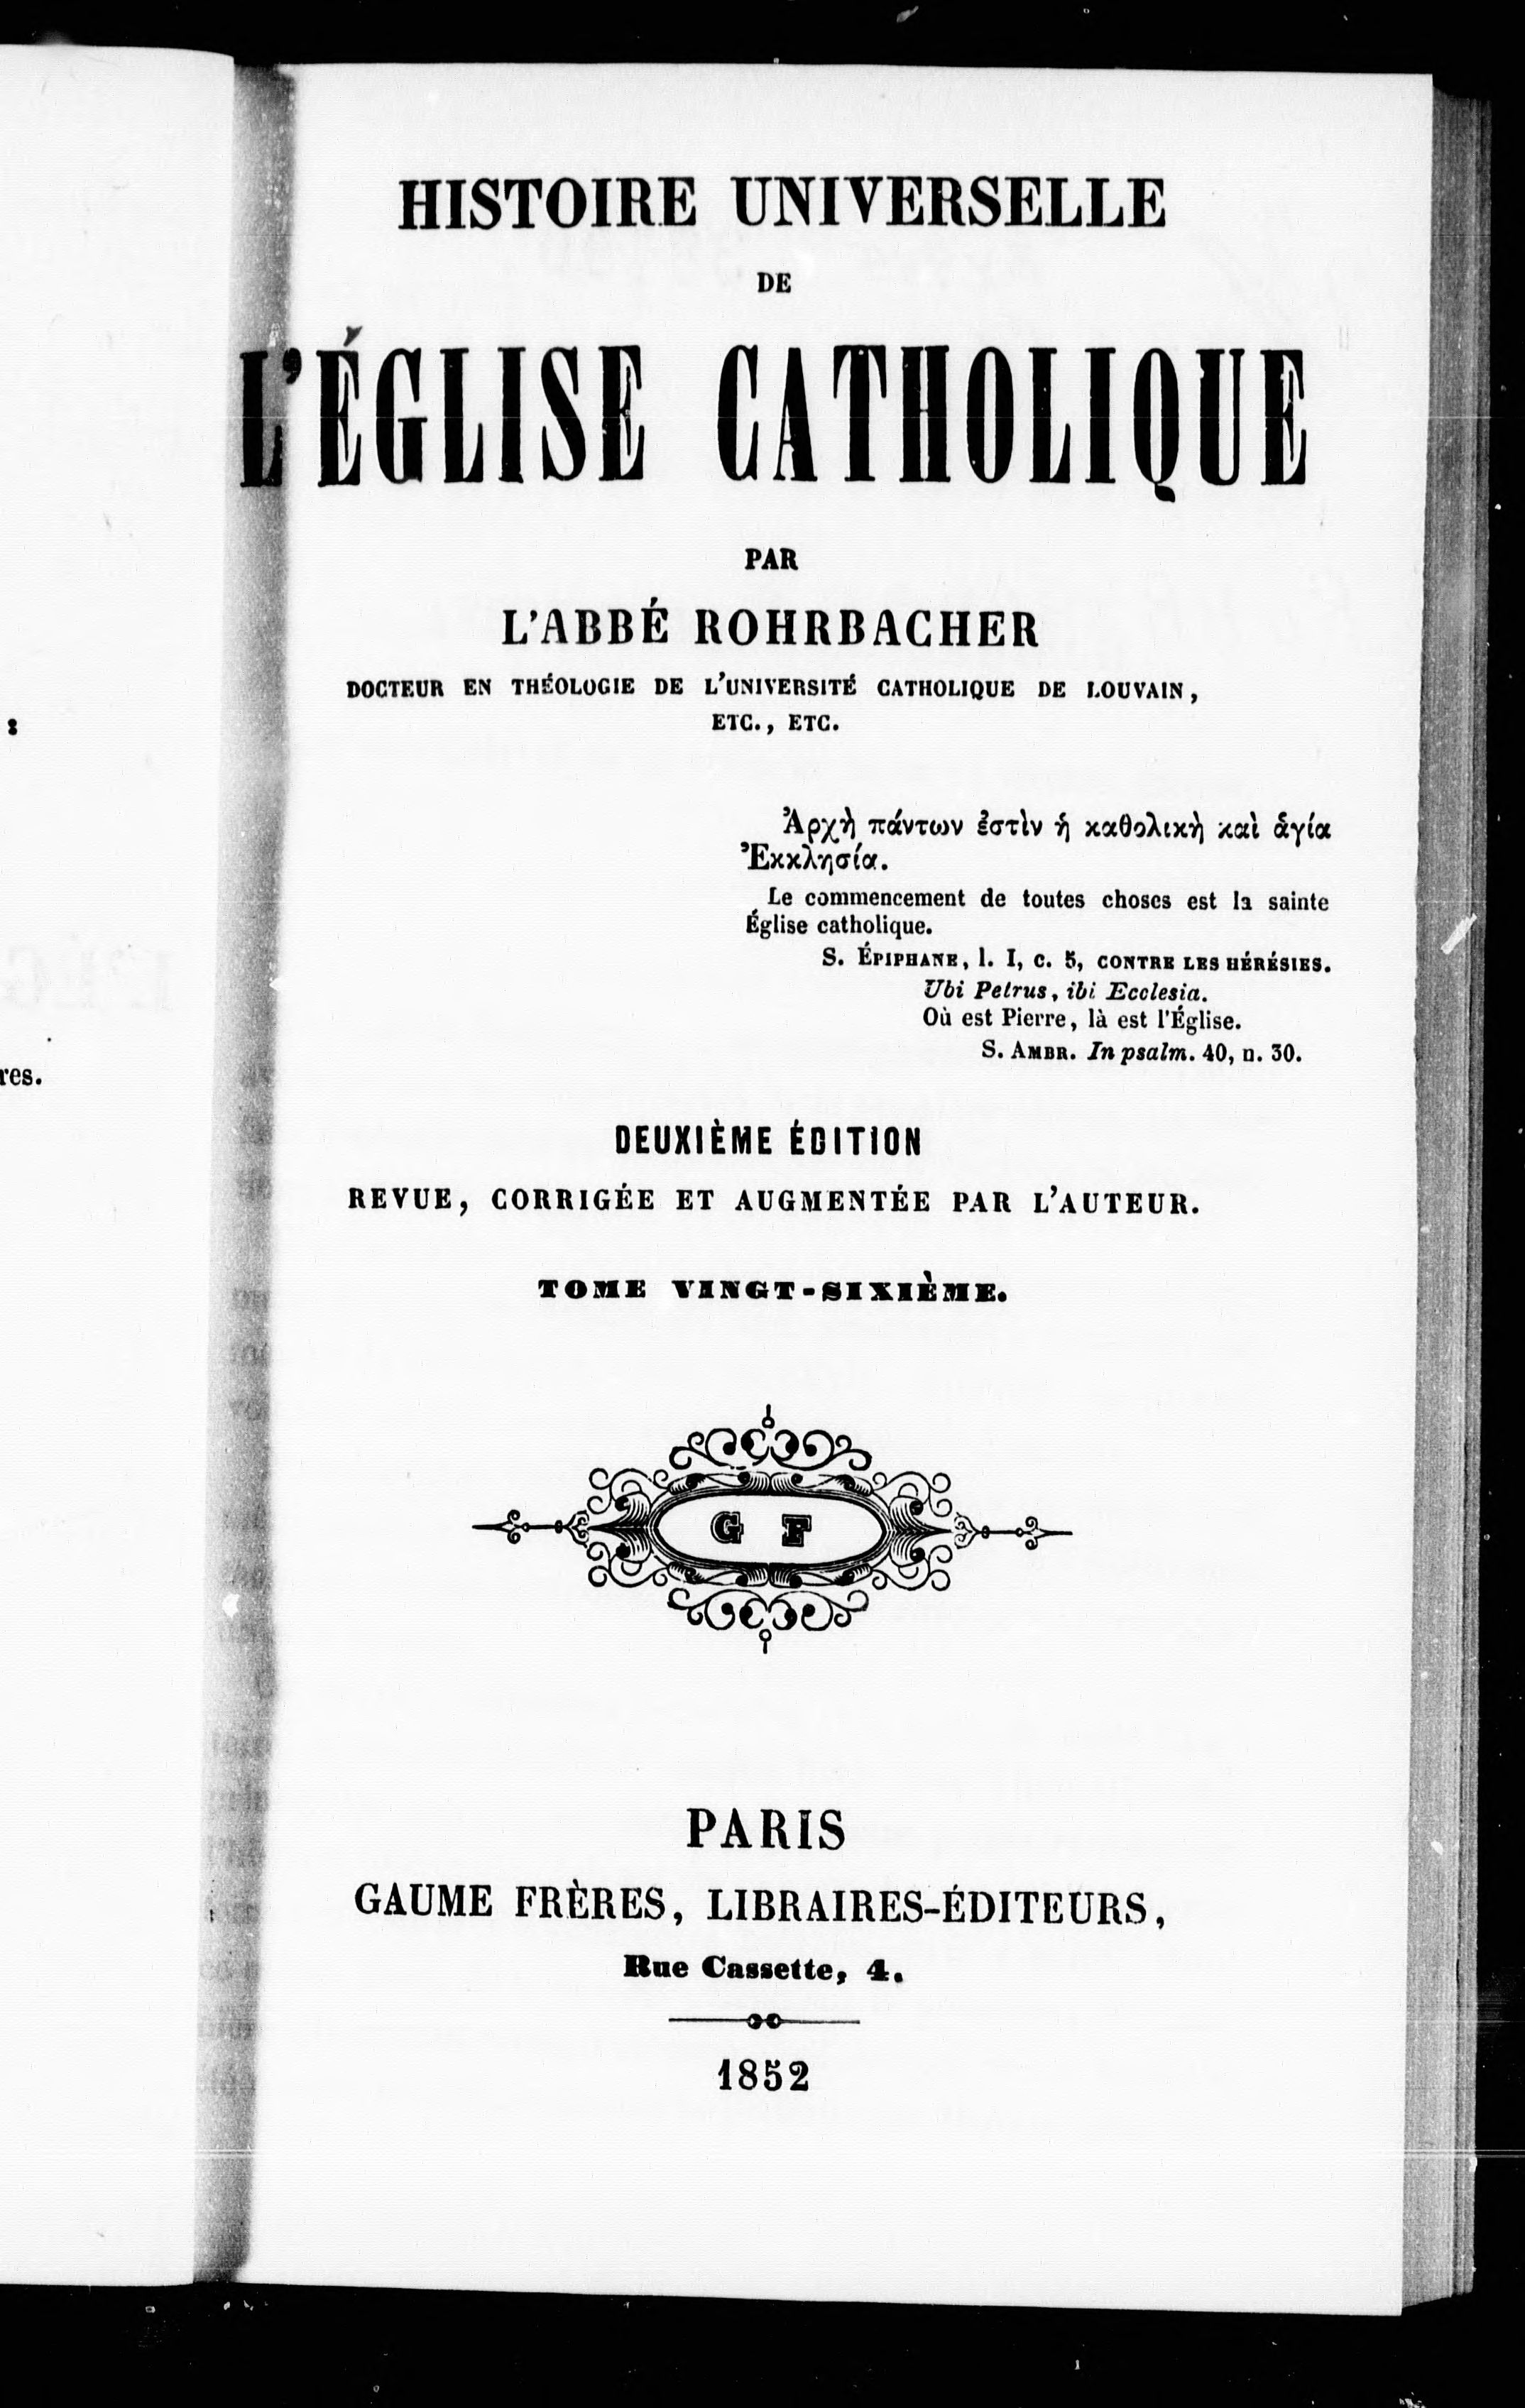 HISTOIRE UNIVERSELLE
DE
L'ÉGLISE CATHOLIQUE
PAR
L'ABBÉ ROHRBACHER
DOCTEUR EN THÉOLOGIE DE L'UNIVERSITÉ CATHOLIQUE DE LOUVAIN,
ETC., ETC.
Ἀρχὴ πάντων ἐστὶν ἡ καθολικὴ καὶ ἁγία
Ἐκκλησία.
Le commencement de toutes choses est la sainte
Église catholique.
S. ÉPIPHANE, l. I, c. 5, CONTRE LES HÉRÉSIES.
Ubi Petrus, ibi Ecclesia.
Où est Pierre, là est l'Église.
S. AMBR. In psalm. 40, n. 30.
DEUXIÈME ÉDITION
REVUE, CORRIGÉE ET AUGMENTÉE PAR L'AUTEUR.
TOME VINGT-SIXIÈME.
G F
PARIS
GAUME FRÈRES, LIBRAIRES-ÉDITEURS,
Rue Cassette, 4.
1852